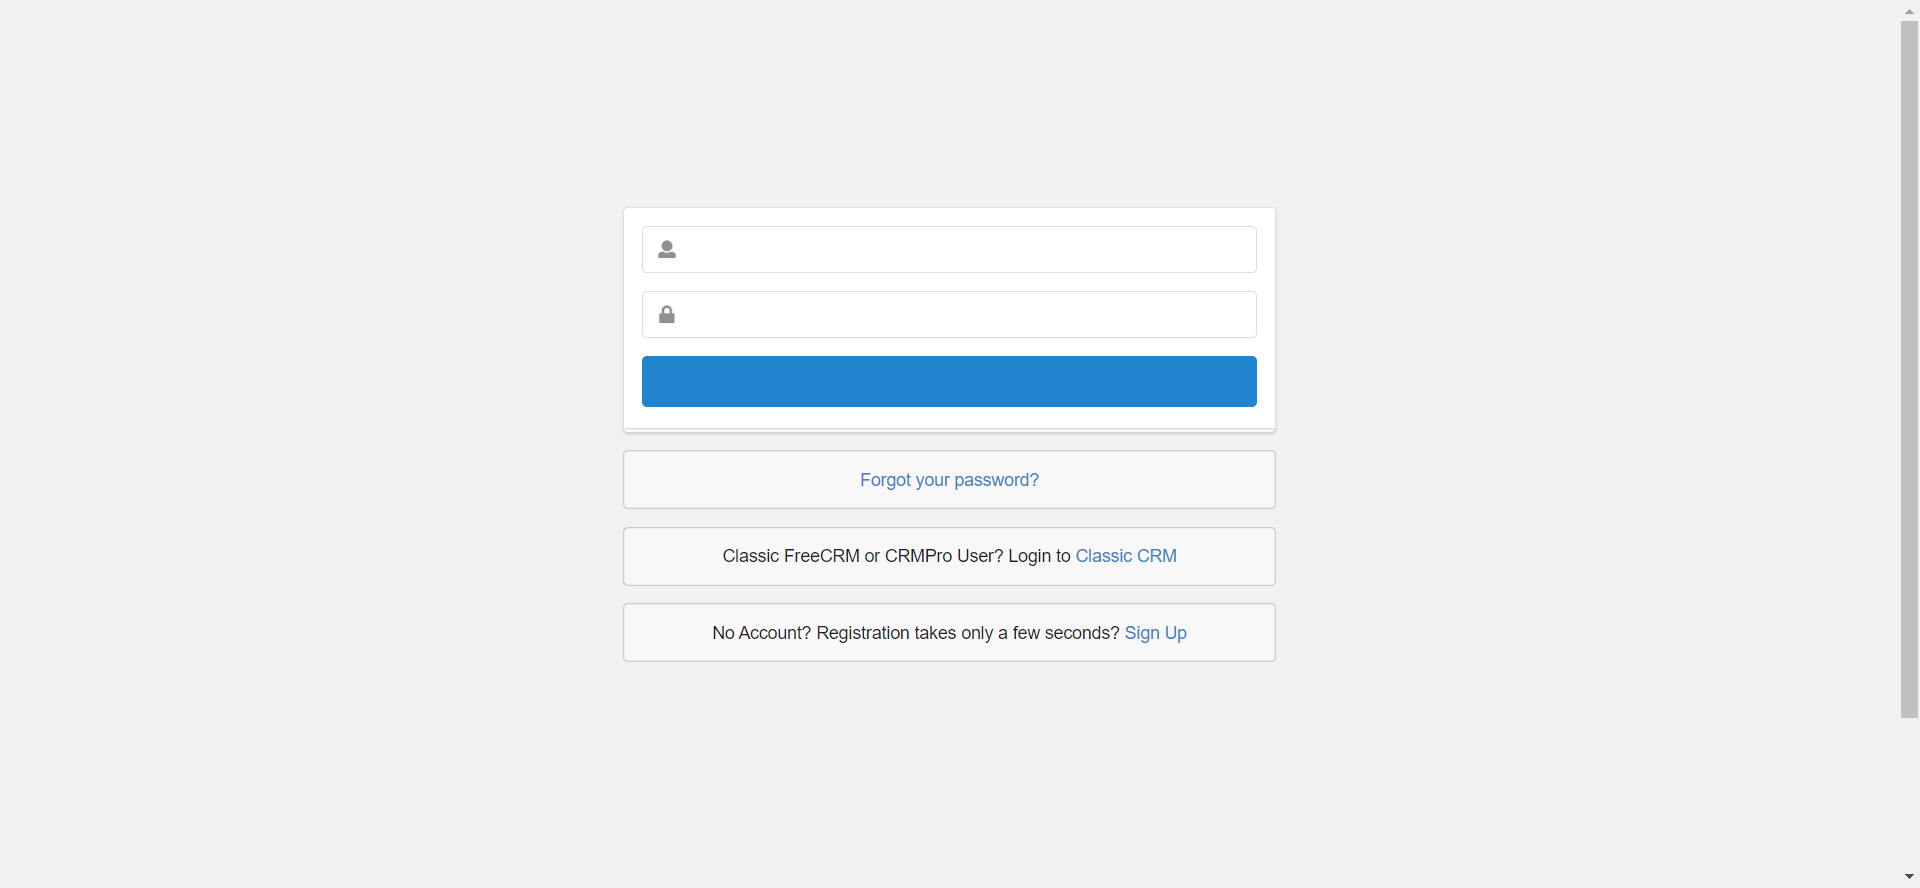 Forgot your password?
Classic FreeCRM or CRMPro User? Login to Classic CRM
No Account? Registration takes only a few seconds? Sign Up